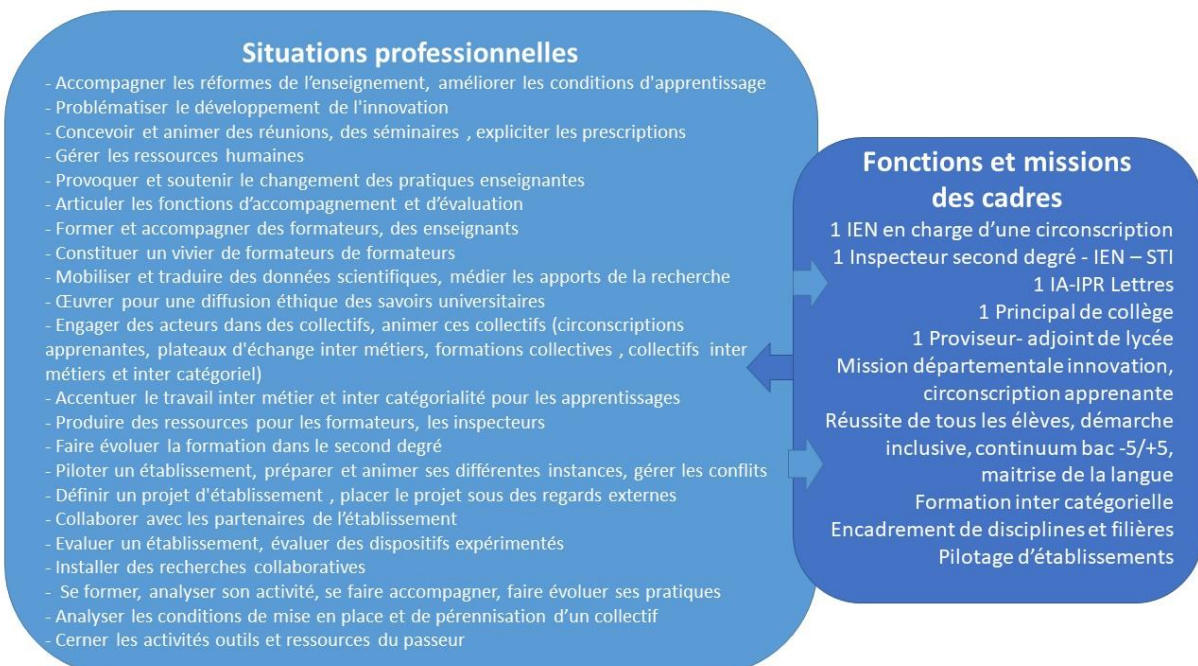 Situations professionnelles
- Accompagner les réformes de l'enseignement, améliorer les conditions d'apprentissage
- Problématiser le développement de l'innovation
- Concevoir et animer des réunions, des séminaires , expliciter les prescriptions
- Gérer les ressources humaines
- Provoquer et soutenir le changement des pratiques enseignantes
- Articuler les fonctions d'accompagnement et d'évaluation
- Former et accompagner des formateurs, des enseignants
- Constituer un vivier de formateurs de formateurs
- Mobiliser et traduire des données scientifiques, médier les apports de la recherche
- Œuvrer pour une diffusion éthique des savoirs universitaires
- Engager des acteurs dans des collectifs, animer ces collectifs (circonscriptions
apprenantes, plateaux d'échange inter métiers, formations collectives , collectifs inter
métiers et inter catégoriel)
- Accentuer le travail inter métier et inter catégorialité pour les apprentissages
- Produire des ressources pour les formateurs, les inspecteurs
- Faire évoluer la formation dans le second degré
- Piloter un établissement, préparer et animer ses différentes instances, gérer les conflits
- Définir un projet d'établissement , placer le projet sous des regards externes
- Collaborer avec les partenaires de l'établissement
- Evaluer un établissement, évaluer des dispositifs expérimentés
- Installer des recherches collaboratives
- Se former, analyser son activité, se faire accompagner, faire évoluer ses pratiques
- Analyser les conditions de mise en place et de pérennisation d'un collectif
- Cerner les activités outils et ressources du passeur
Fonctions et missions
des cadres
1 IEN en charge d'une circonscription
1 Inspecteur second degré - IEN – STI
1 IA-IPR Lettres
1 Principal de collège
1 Proviseur- adjoint de lycée
Mission départementale innovation,
circonscription apprenante
Réussite de tous les élèves, démarche
inclusive, continuum bac -5/+5,
maitrise de la langue
Formation inter catégorielle
Encadrement de disciplines et filières
Pilotage d'établissements